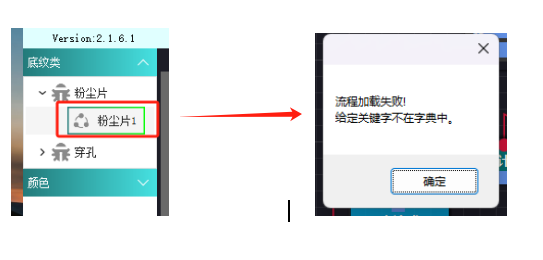 Version:2.1.6.1
底纹类
粉尘片
粉尘片1
穿孔
颜色
流程加载失败!
给定关键字不在字典中。
确定